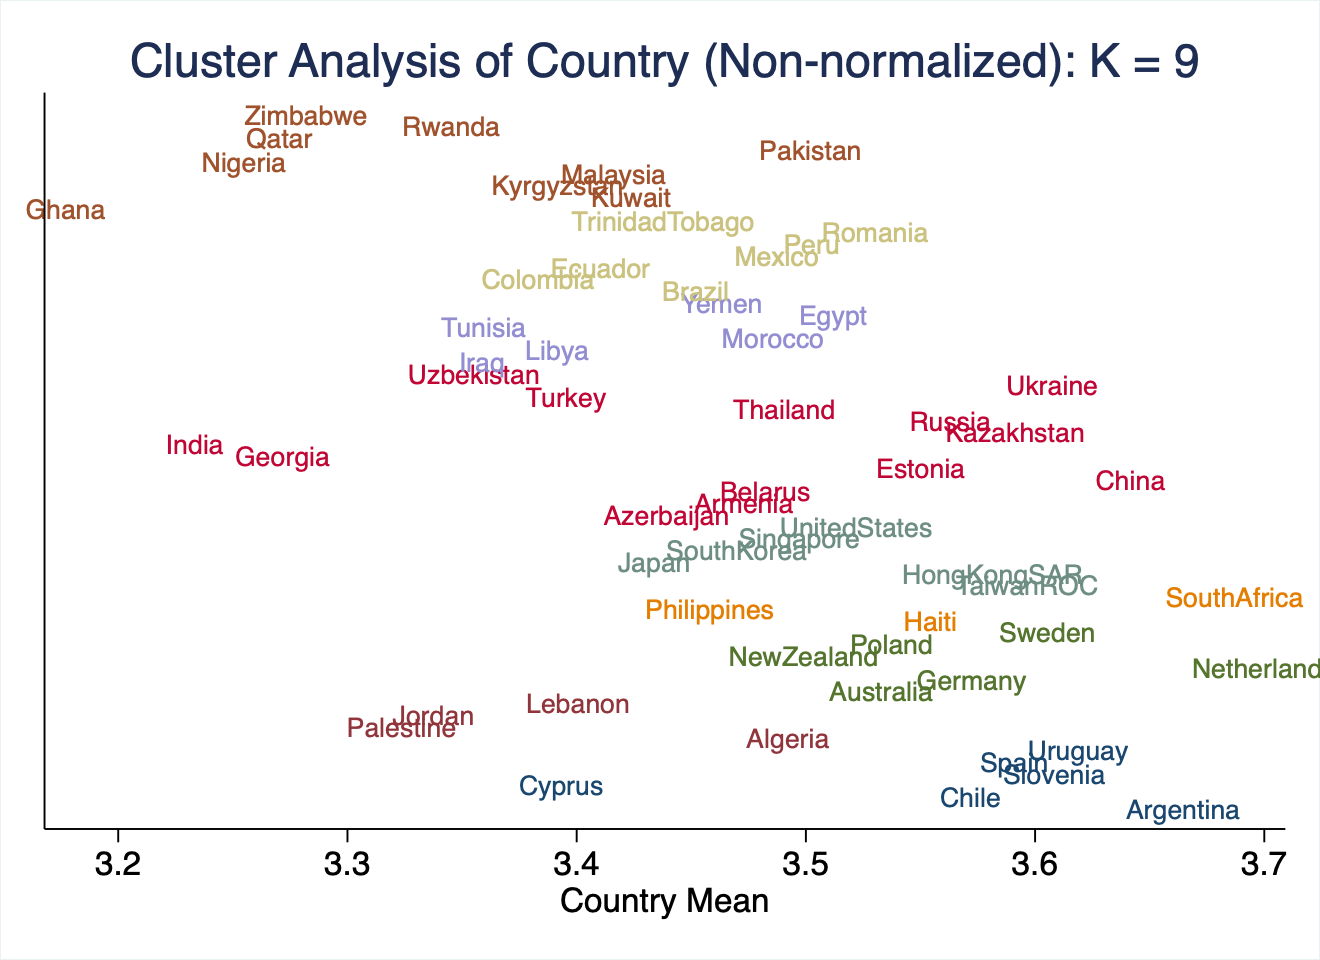 Cluster Analysis of Country (Non-normalized): K = 9
Zimbabwe
Rwanda
Qatar
Pakistan
Nigeria
Malaysia
Kyrgyzstan
Kuwait
Ghana
TrinidadTobago
Romania
Peru
Mexico
Ecuador
Colombia
Brazil
Yemen
Egypt
Tunisia
Morocco
Libya
Iraq
Uzbekistan
Ukraine
Turkey
Thailand
Russia
Kazakhstan
India
Georgia
Estonia
China
Belarus
Armenia
Azerbaijan
UnitedStates
Singapore
SouthKorea
Japan
HongKongSAR
TaiwanROC
SouthAfrica
Philippines
Haiti
Sweden
Poland
NewZealand
Netherland
Germany
Australia
Lebanon
Jordan
Palestine
Algeria
Uruguay
Spain
Slovenia
Cyprus
Chile
Argentina
3.2 3.3 3.4 3.5 3.6 3.7
Country Mean